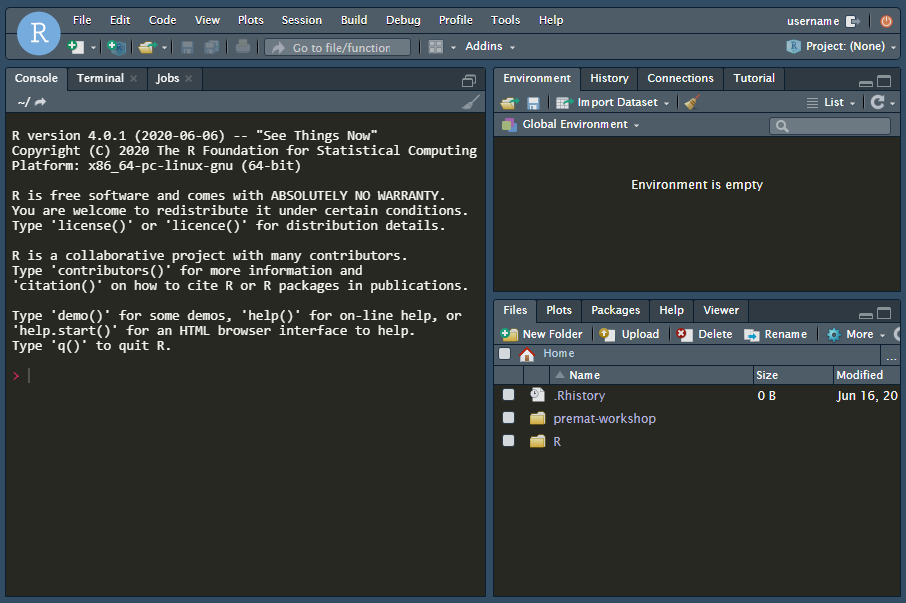 R
File Edit Code View Plots Session Build Debug Profile Tools Help
username
Go to file/function
Addins
R Project: (None)
Console Terminal Jobs
~/
R version 4.0.1 (2020-06-06) -- "See Things Now"
Copyright (C) 2020 The R Foundation for Statistical Computing
Platform: x86_64-pc-linux-gnu (64-bit)
R is free software and comes with ABSOLUTELY NO WARRANTY.
You are welcome to redistribute it under certain conditions.
Type 'license()' or 'licence()' for distribution details.
R is a collaborative project with many contributors.
Type 'contributors()' for more information and
'citation()' on how to cite R or R packages in publications.
Type 'demo()' for some demos, 'help()' for on-line help, or
'help.start()' for an HTML browser interface to help.
Type 'q()' to quit R.
>
Environment History Connections Tutorial
Import Dataset
List
Global Environment
Environment is empty
Files Plots Packages Help Viewer
New Folder Upload Delete Rename More
Home
...
Name Size Modified
.Rhistory 0 B Jun 16, 20
premat-workshop
R